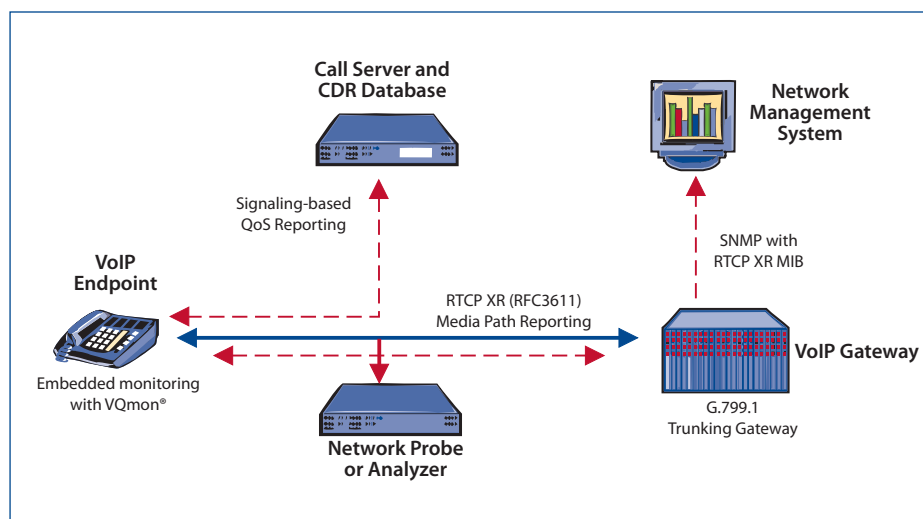 Call Server and
CDR Database
Network
Management
System
Signaling-based
QoS Reporting
SNMP with
RTCP XR MIB
VoIP
Endpoint
RTCP XR (RFC3611)
Media Path Reporting
VoIP Gateway
Embedded monitoring
with VQmon®
G.799.1
Trunking Gateway
Network Probe
or Analyzer